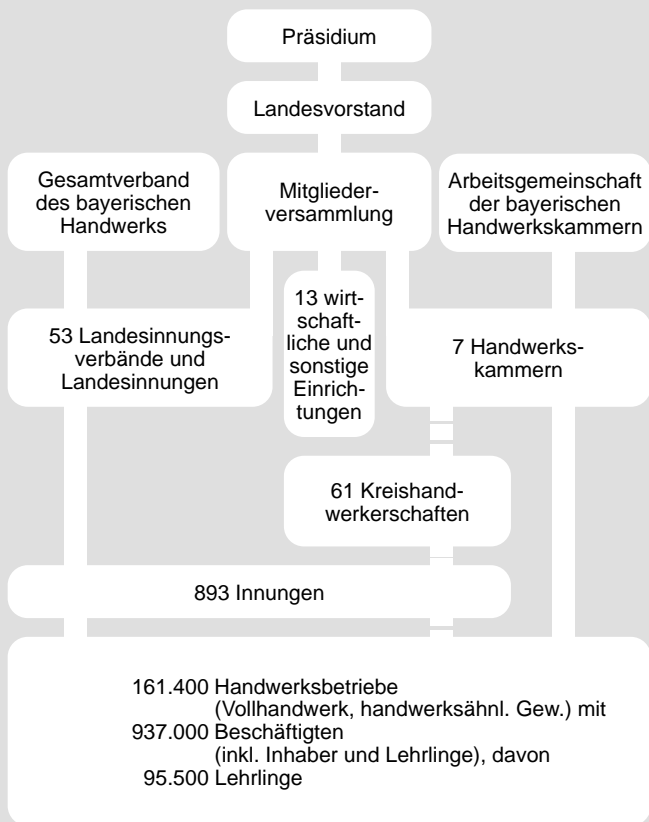 Präsidium
Landesvorstand
Gesamtverband
des bayerischen
Handwerks
Mitglieder-
versammlung
Arbeitsgemeinschaft
der bayerischen
Handwerkskammern
53 Landesinnungs-
verbände und
Landesinnungen
13 wirt-
schaft-
liche und
sonstige
Einrich-
tungen
7 Handwerks-
kammern
61 Kreishand-
werkerschaften
893 Innungen
161.400 Handwerksbetriebe
(Vollhandwerk, handwerksähnl. Gew.) mit
937.000 Beschäftigten
(inkl. Inhaber und Lehrlinge), davon
95.500 Lehrlinge